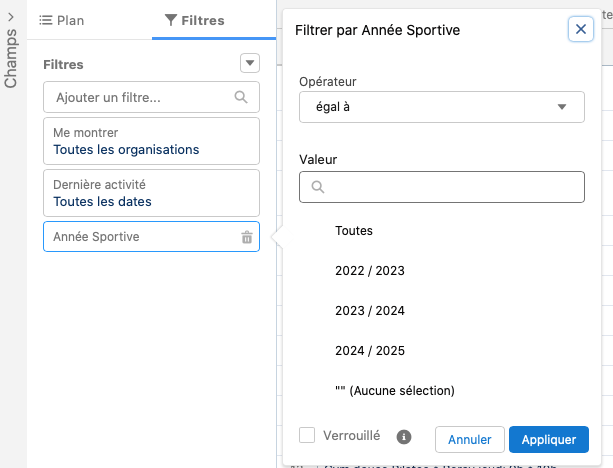 Champs
Plan
Filtres
Filtres
Ajouter un filtre...
Me montrer
Toutes les organisations
Dernière activité
Toutes les dates
Année Sportive
Filtrer par Année Sportive
Opérateur
égal à
Valeur
Toutes
2022 / 2023
2023 / 2024
2024 / 2025
"" (Aucune sélection)
Verrouillé
Annuler
Appliquer